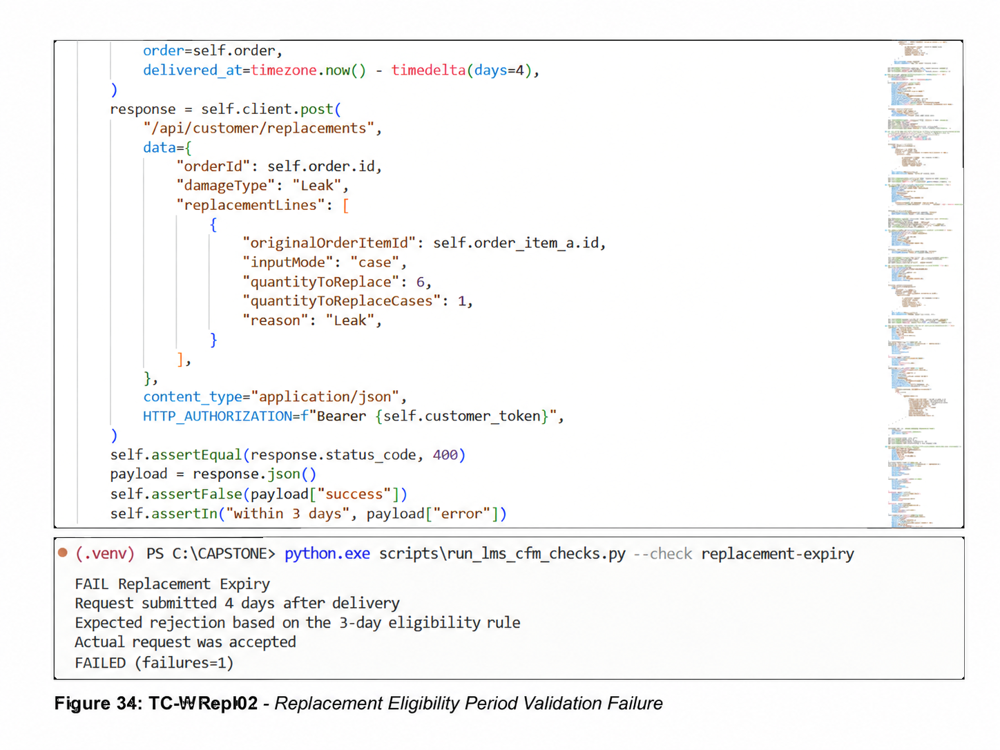 order=self.order,
delivered_at=timezone.now() - timedelta(days=4),
)
response = self.client.post(
"/api/customer/replacements",
data={
"orderId": self.order.id,
"damageType": "Leak",
"replacementLines": [
{
"originalOrderItemId": self.order_item_a.id,
"inputMode": "case",
"quantityToReplace": 6,
"quantityToReplaceCases": 1,
"reason": "Leak",
}
],
},
content_type="application/json",
HTTP_AUTHORIZATION=f"Bearer {self.customer_token}",
)
self.assertEqual(response.status_code, 400)
payload = response.json()
self.assertFalse(payload["success"])
self.assertIn("within 3 days", payload["error"])
(.venv) PS C:\CAPSTONE> python.exe scripts\run_lms_cfm_checks.py --check replacement-expiry
FAIL Replacement Expiry
Request submitted 4 days after delivery
Expected rejection based on the 3-day eligibility rule
Actual request was accepted
FAILED (failures=1)
Figure 34: TC-WRepl02 - Replacement Eligibility Period Validation Failure